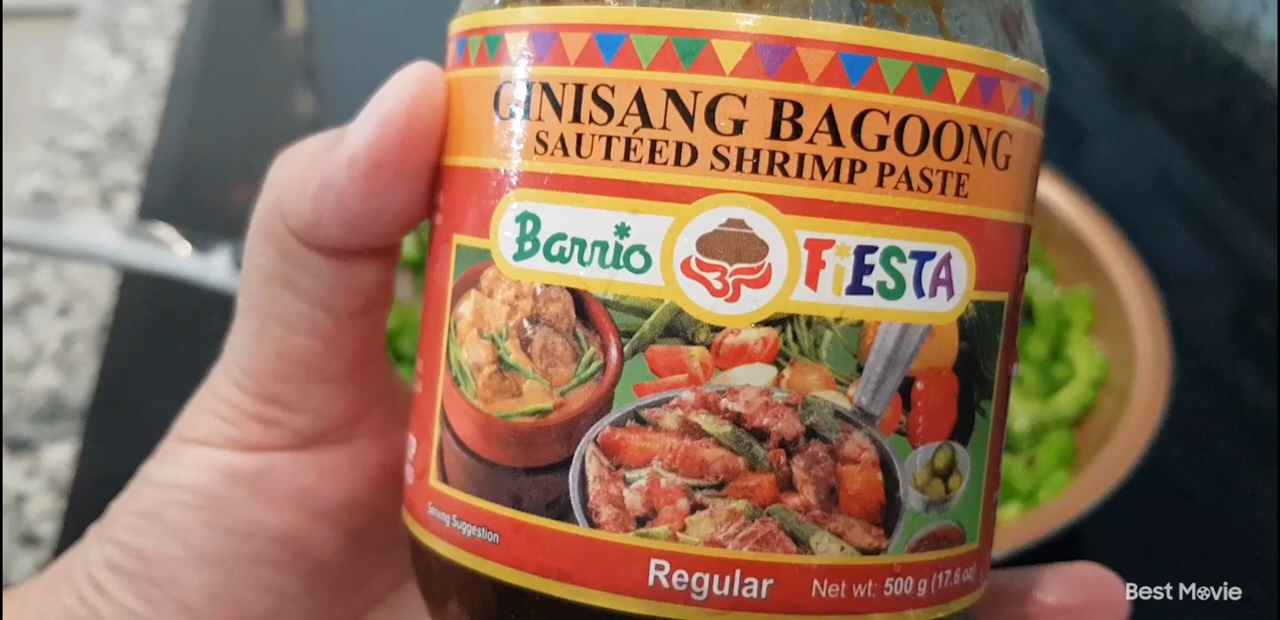 GINISANG BAGOONG
SAUTÉED SHRIMP PASTE
Barrio FiESTA
Serving Suggestion
Regular Net wt: 500 g (17.6 oz)
Best Movie